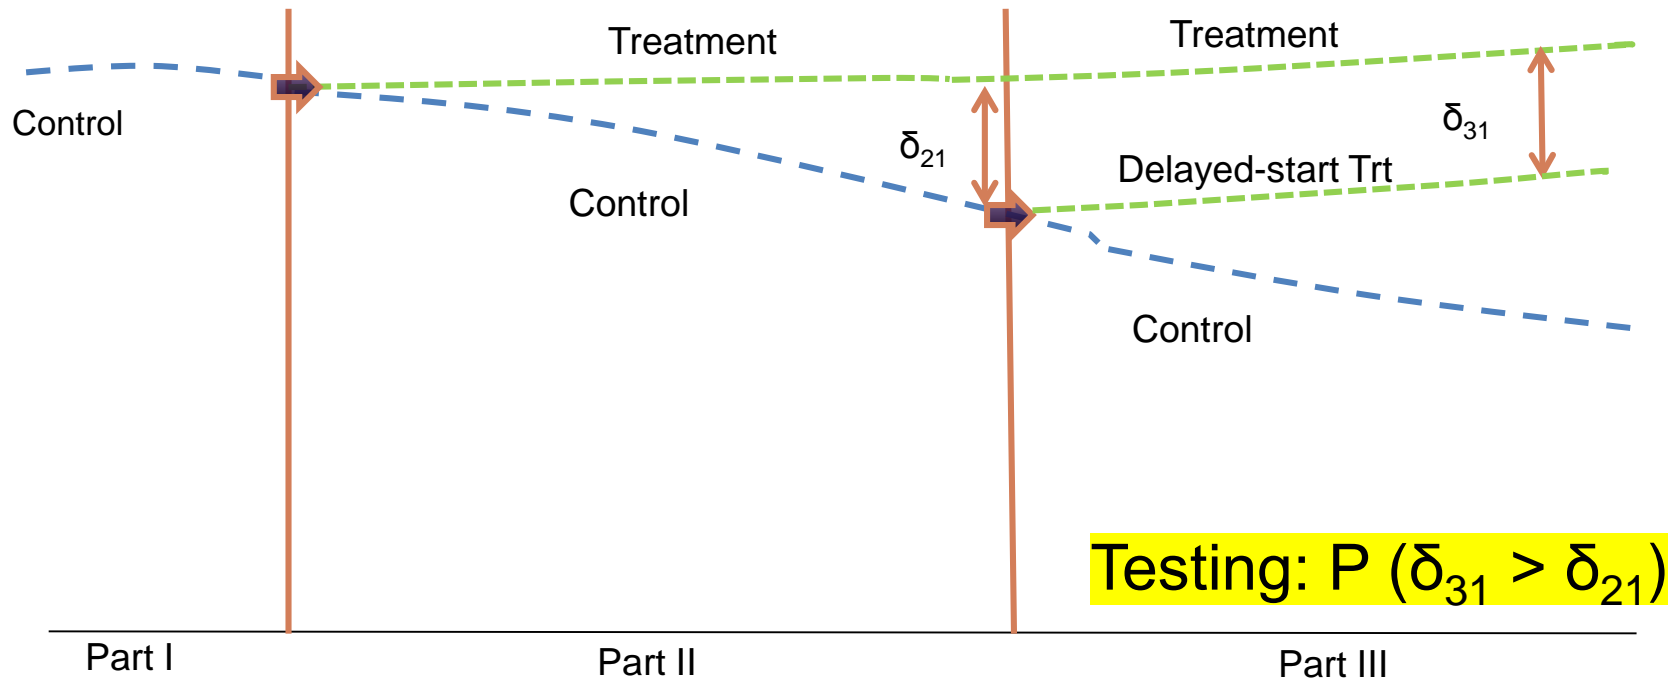 Treatment
Treatment
Control
δ31
δ21
Delayed-start Trt
Control
Control
Testing: P (δ31 > δ21)
Part I
Part II
Part III